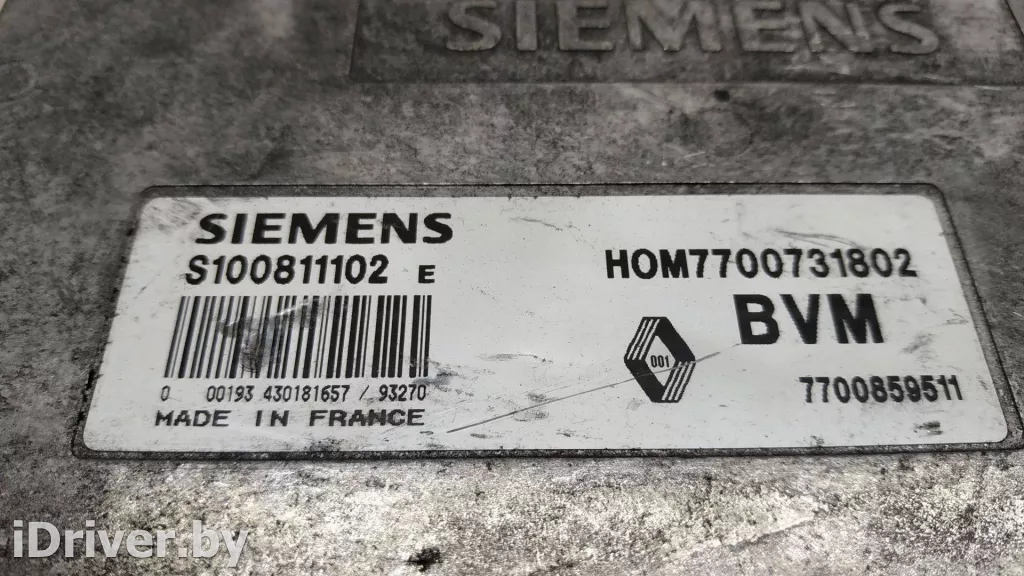 SIEMENS
SIEMENS
S100811102 E
HOM7700731802
BVM
001
0 00193 430181657 / 93270
7700859511
MADE IN FRANCE
iDriver.by